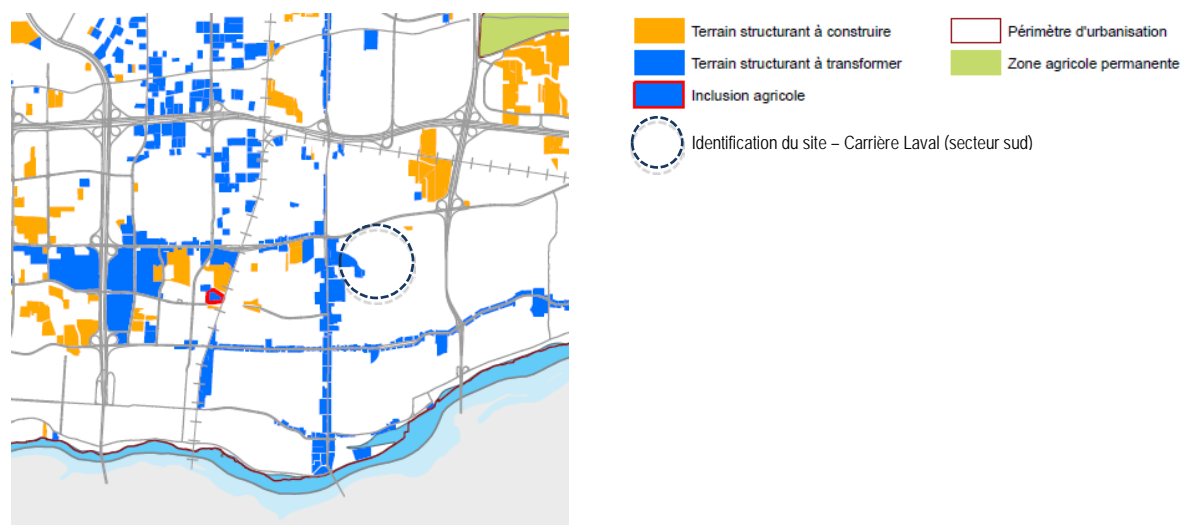 Terrain structurant à construire
Terrain structurant à transformer
Inclusion agricole
Identification du site – Carrière Laval (secteur sud)
Périmètre d'urbanisation
Zone agricole permanente